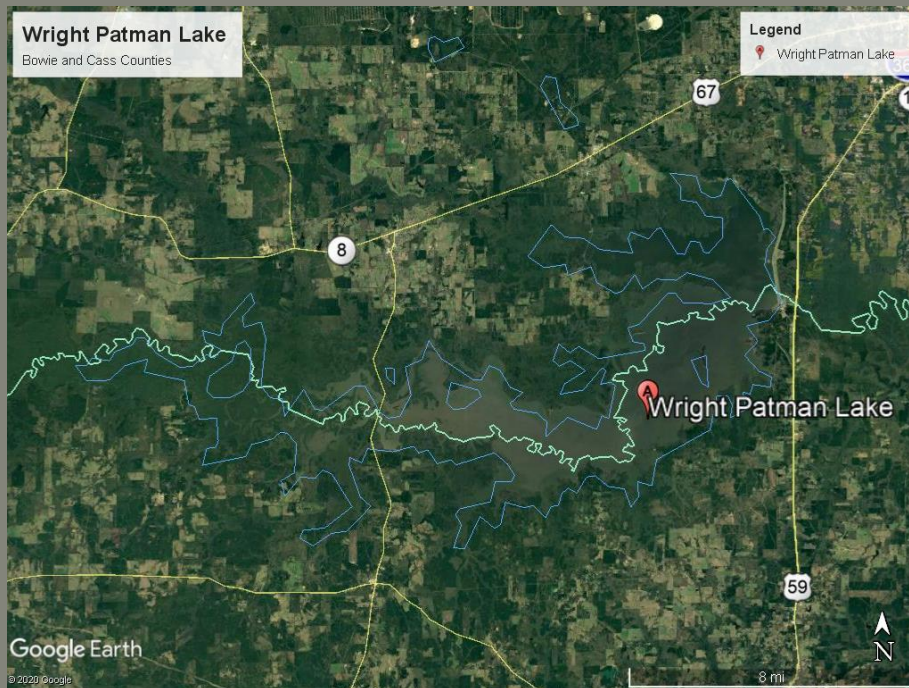 Wright Patman Lake
Bowie and Cass Counties
Legend
Wright Patman Lake
67
8
A
Wright Patman Lake
59
N
Google Earth
© 2020 Google
8 mi